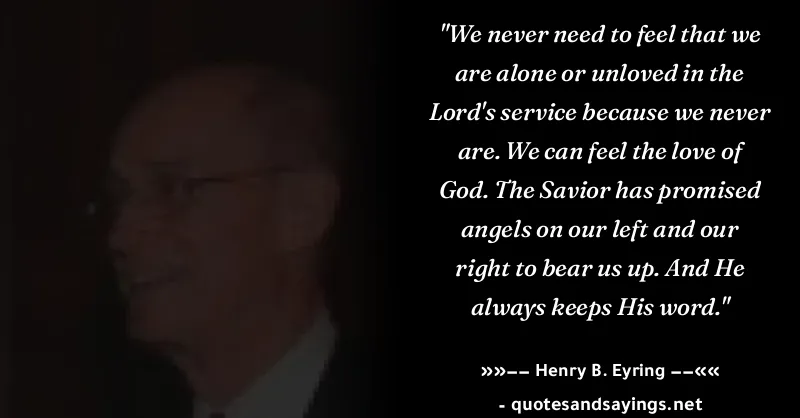 "We never need to feel that we
are alone or unloved in the
Lord's service because we never
are. We can feel the love of
God. The Savior has promised
angels on our left and our
right to bear us up. And He
always keeps His word."
»»-- Henry B. Eyring --««
- quotesandsayings.net